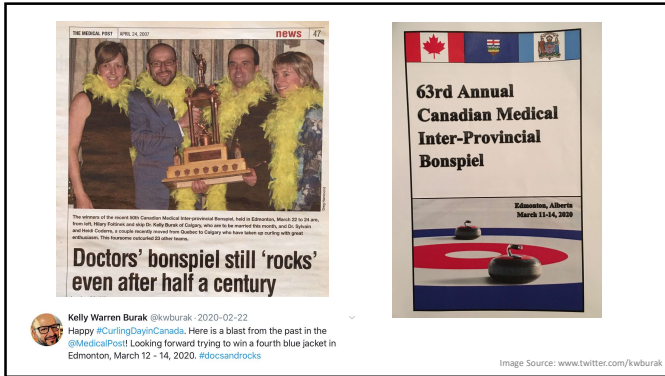 THE MEDICAL POST APRIL 24, 2007 news 47
The winners of the recent 50th Canadian Medical Inter-provincial Bonspiel, held in Edmonton, March 22 to 24 are,
from left, Hilary Foltinek and skip Dr. Kelly Burak of Calgary, who are to be married this month, and Dr. Sylvain
and Heidi Coderre, a couple recently moved from Quebec to Calgary who have taken up curling with great
enthusiasm. This foursome outcurled 23 other teams.
Doctors' bonspiel still 'rocks'
even after half a century
Kelly Warren Burak @kwburak · 2020-02-22
Happy #CurlingDayinCanada. Here is a blast from the past in the
@MedicalPost! Looking forward trying to win a fourth blue jacket in
Edmonton, March 12 - 14, 2020. #docsandrocks
63rd Annual
Canadian Medical
Inter-Provincial
Bonspiel
Edmonton, Alberta
March 11-14, 2020
Image Source: www.twitter.com/kwburak